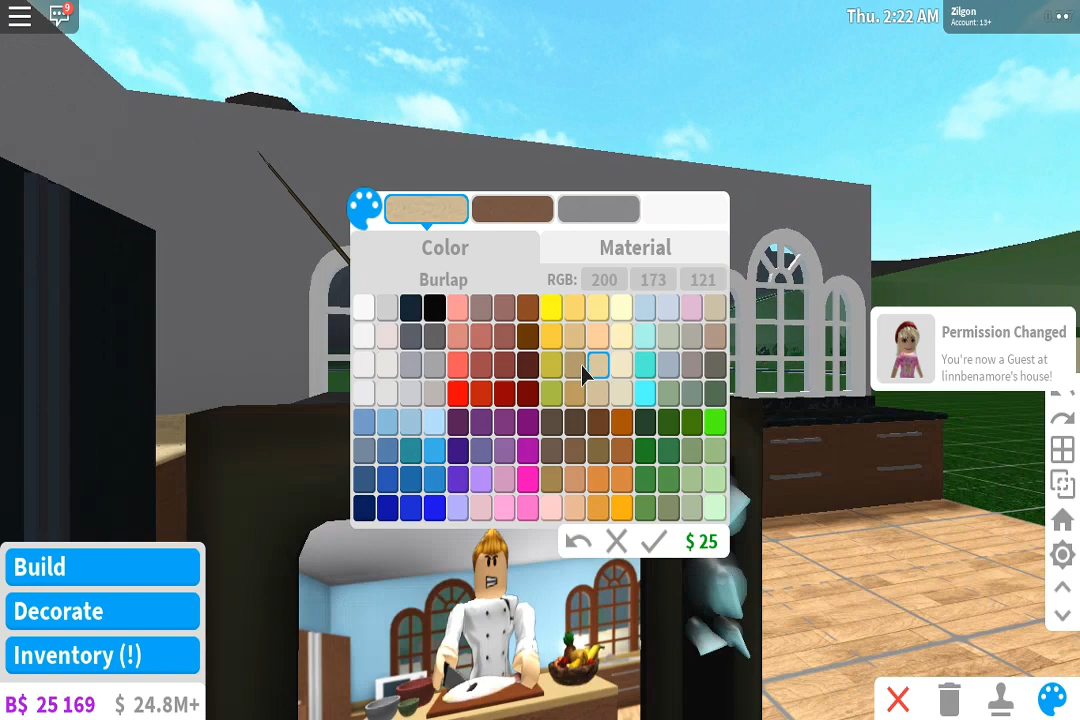 9
Thu. 2:22 AM
Zilgon
Account: 13+
Color
Material
Burlap
RGB: 200 173 121
Permission Changed
You're now a Guest at
linnbenamore's house!
$ 25
Build
Decorate
Inventory (!)
B$ 25 169 $ 24.8M+